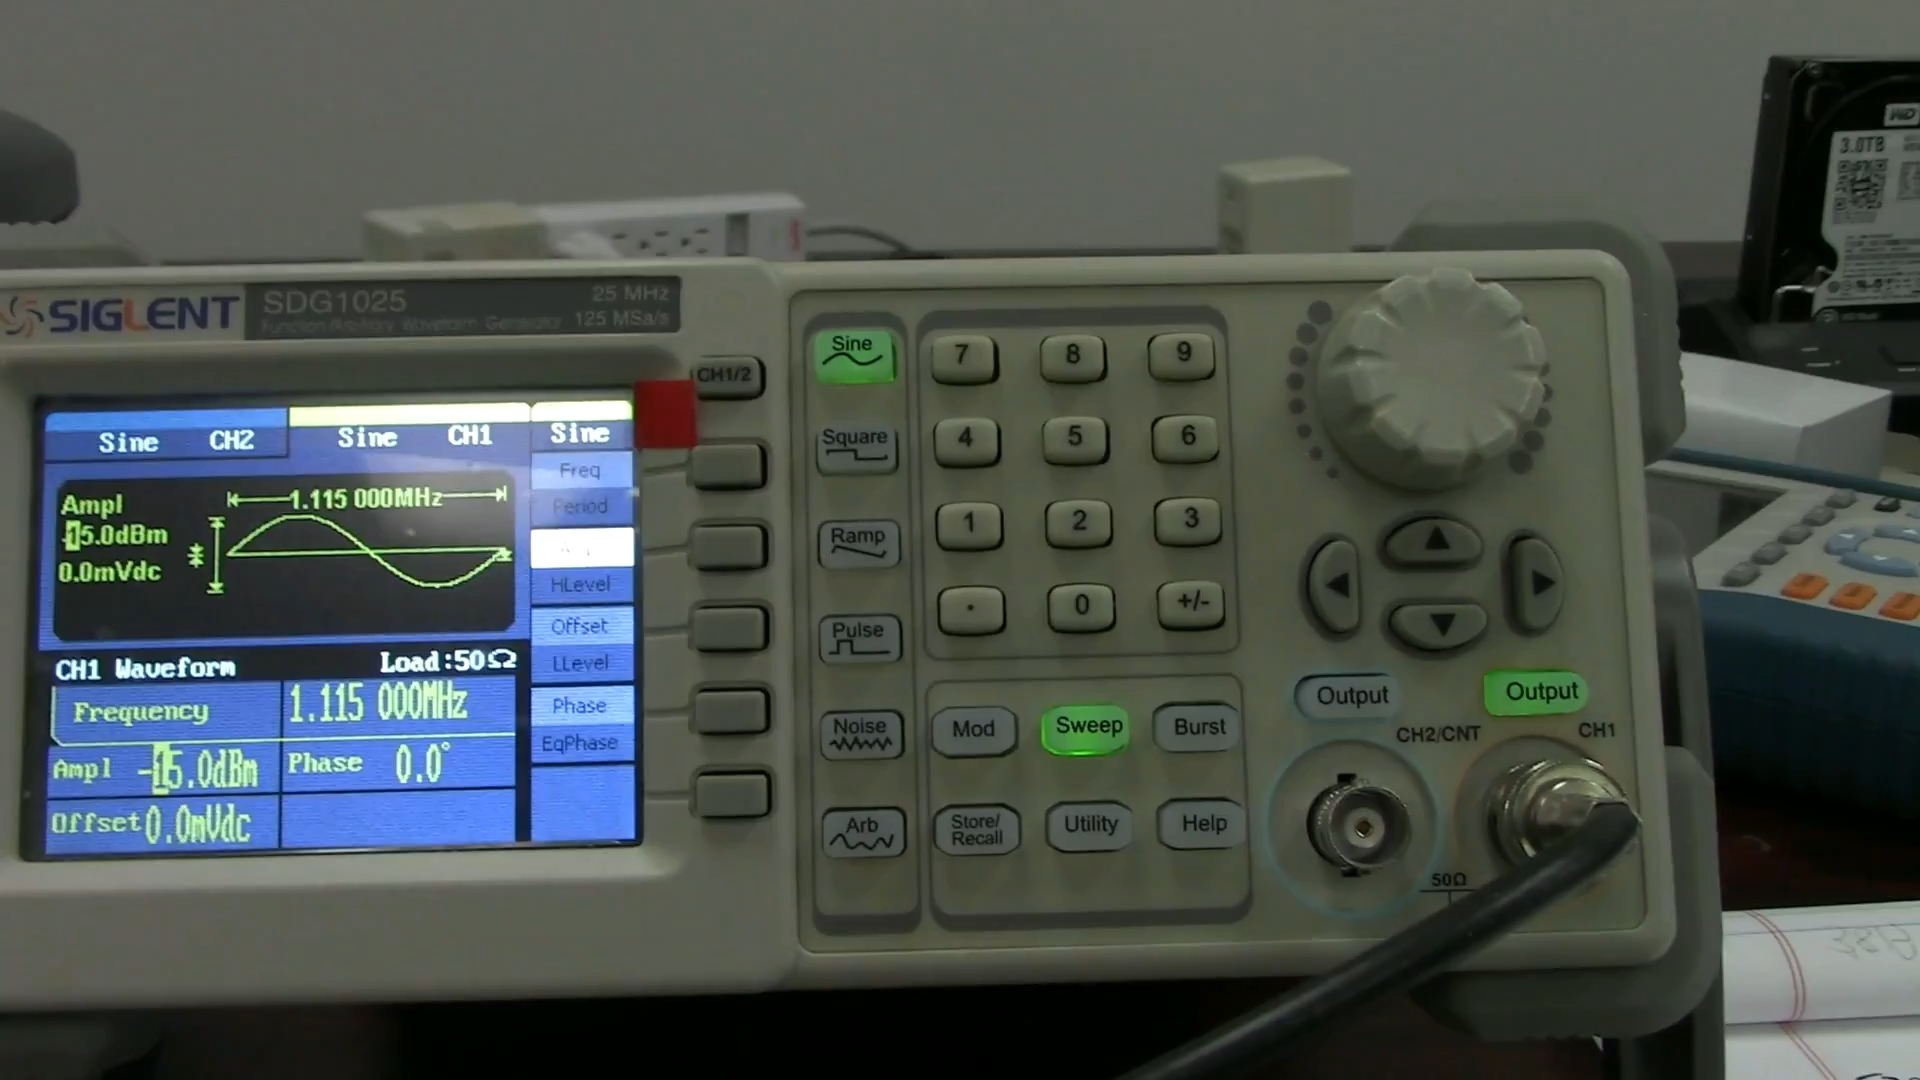 WD
3.0TB
SIGLENT
SDG1025
25 MHz
Function/Arbitrary Waveform Generator
125 MSa/s
CH1/2
Sine CH2
Sine CH1
Sine
Ampl
-15.0dBm
0.0mVdc
1.115 000MHz
Freq
Period
HLevel
Offset
LLevel
Phase
EqPhase
CH1 Waveform
Load:50Ω
Frequency
1.115 000MHz
Ampl -15.0dBm
Phase 0.0°
Offset 0.0mVdc
Sine
Square
Ramp
Pulse
Noise
Arb
7 8 9
4 5 6
1 2 3
. 0 +/-
Mod Sweep Burst
Store/
Recall
Utility
Help
Output
Output
CH2/CNT
CH1
50Ω